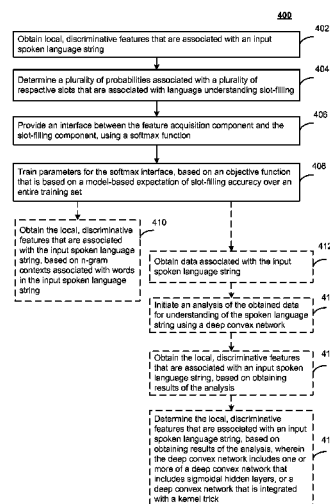 400
Obtain local, discriminative features that are associated with an input
spoken language string
402
Determine a plurality of probabilities associated with a plurality of
respective slots that are associated with language understanding slot-filling
404
Provide an interface between the feature acquisition component and the
slot-filling component, using a softmax function
406
Train parameters for the softmax interface, based on an objective function
that is based on a model-based expectation of slot-filling accuracy over an
entire training set
408
Obtain the local,
discriminative
features that are
associated with
the input spoken
language string,
based on n-gram
contexts associated
with words in the
input spoken
language string
410
Obtain data associated with the input
spoken language string
412
Initiate an analysis of the obtained data
for understanding of the spoken language
string using a deep convex network
41
Obtain the local, discriminative features
that are associated with an input spoken
language string, based on obtaining
results of the analysis
41
Determine the local, discriminative
features that are associated with an input
spoken language string, based on
obtaining results of the analysis, wherein
the deep convex network includes one or
more of a deep convex network that
includes sigmoidal hidden layers, or a
deep convex network that is integrated
with a kernel trick
41